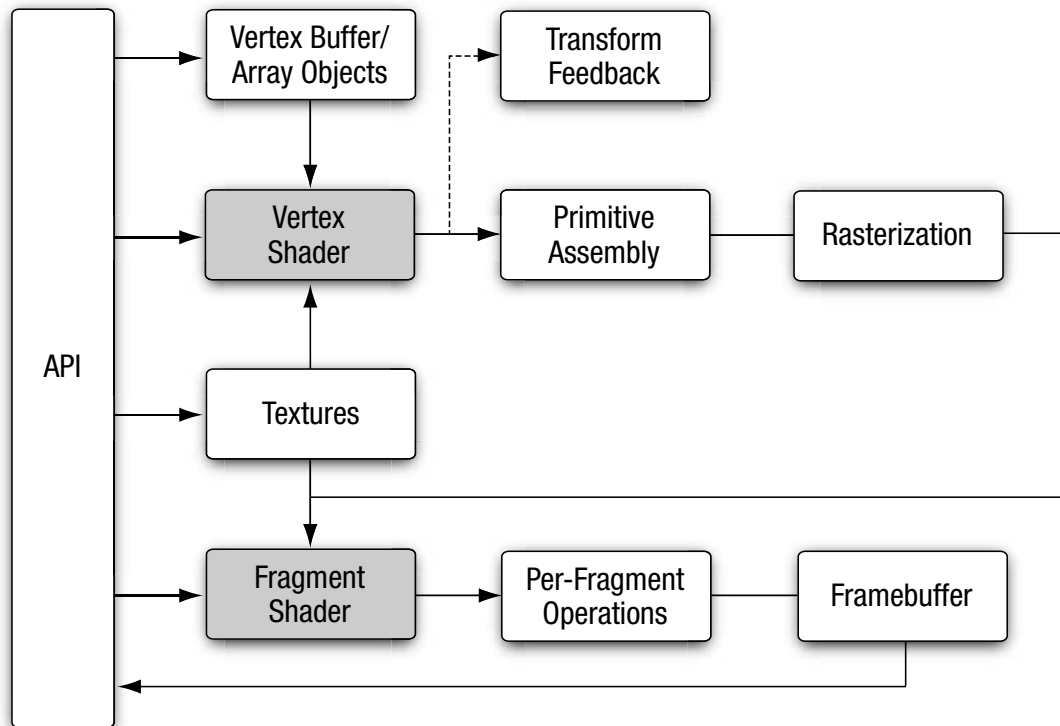 Vertex Buffer/
Array Objects
Transform
Feedback
Vertex
Shader
Primitive
Assembly
Rasterization
API
Textures
Fragment
Shader
Per-Fragment
Operations
Framebuffer